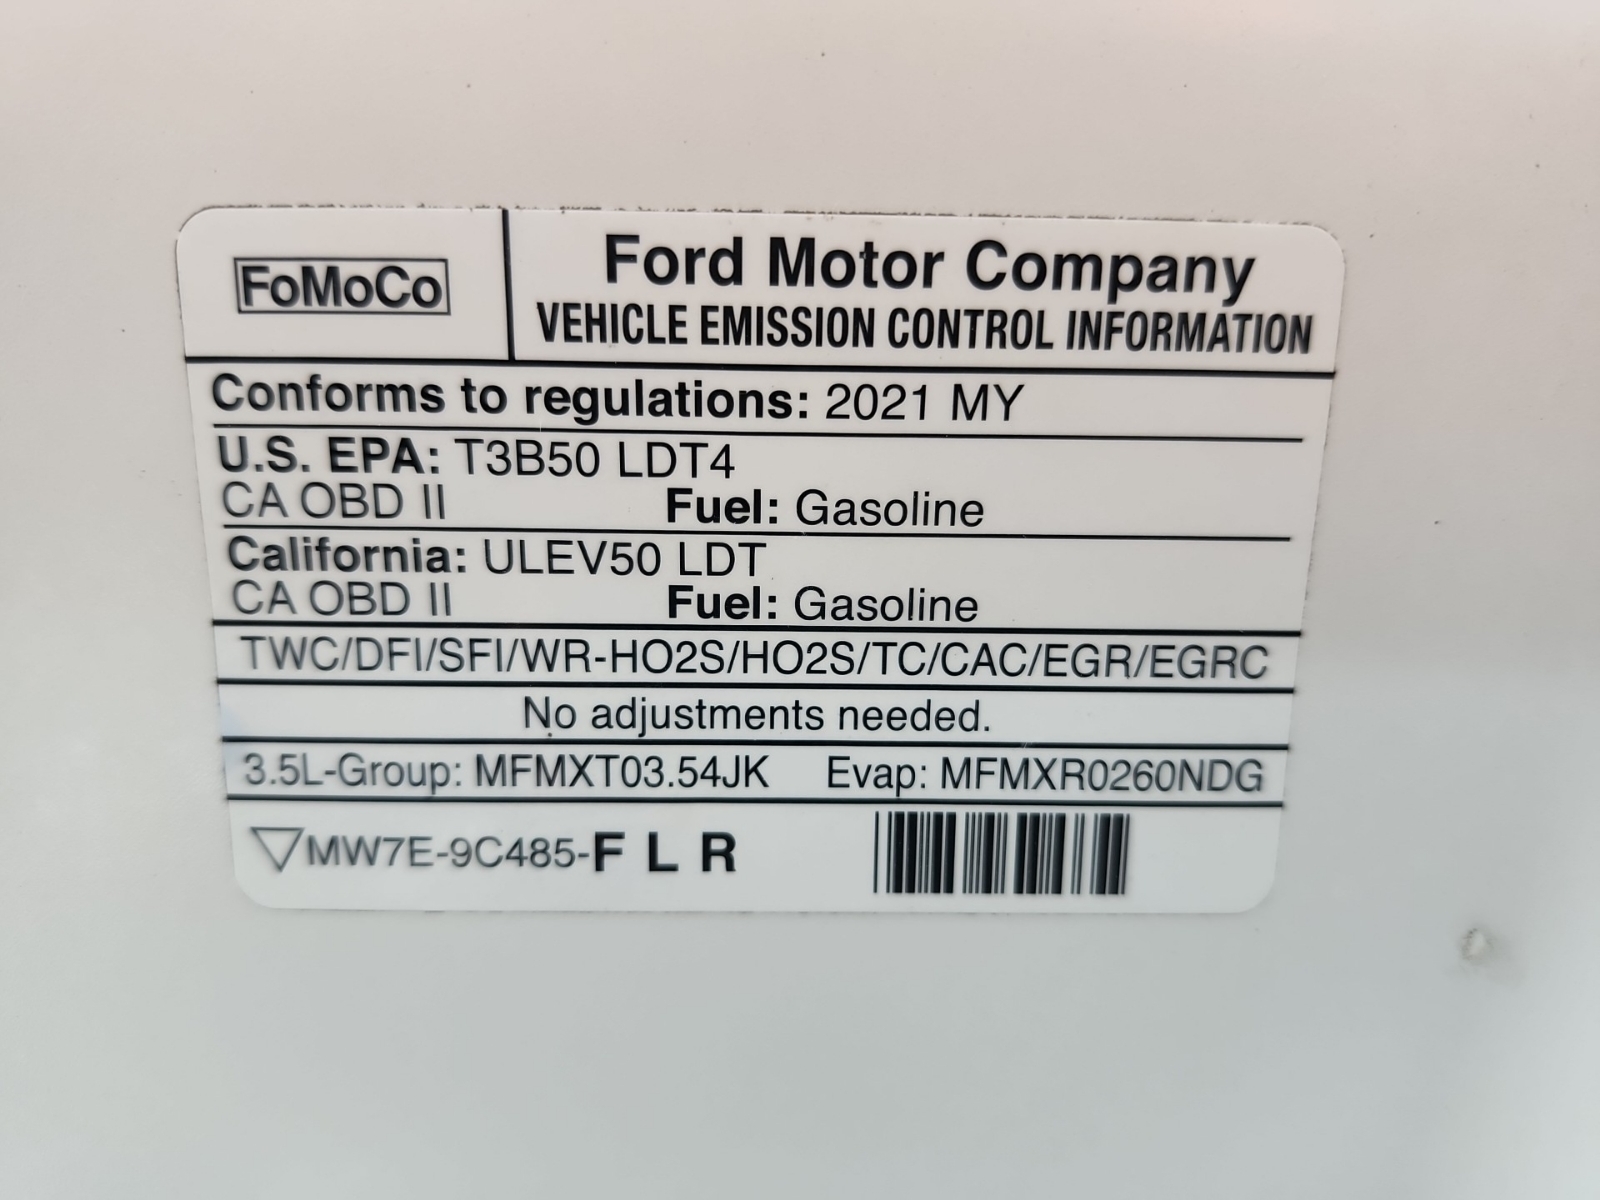 FoMoCo
Ford Motor Company
VEHICLE EMISSION CONTROL INFORMATION
Conforms to regulations: 2021 MY
U.S. EPA: T3B50 LDT4
CA OBD II Fuel: Gasoline
California: ULEV50 LDT
CA OBD II Fuel: Gasoline
TWC/DFI/SFI/WR-HO2S/HO2S/TC/CAC/EGR/EGRC
No adjustments needed.
3.5L-Group: MFMXT03.54JK Evap: MFMXR0260NDG
MW7E-9C485-F L R